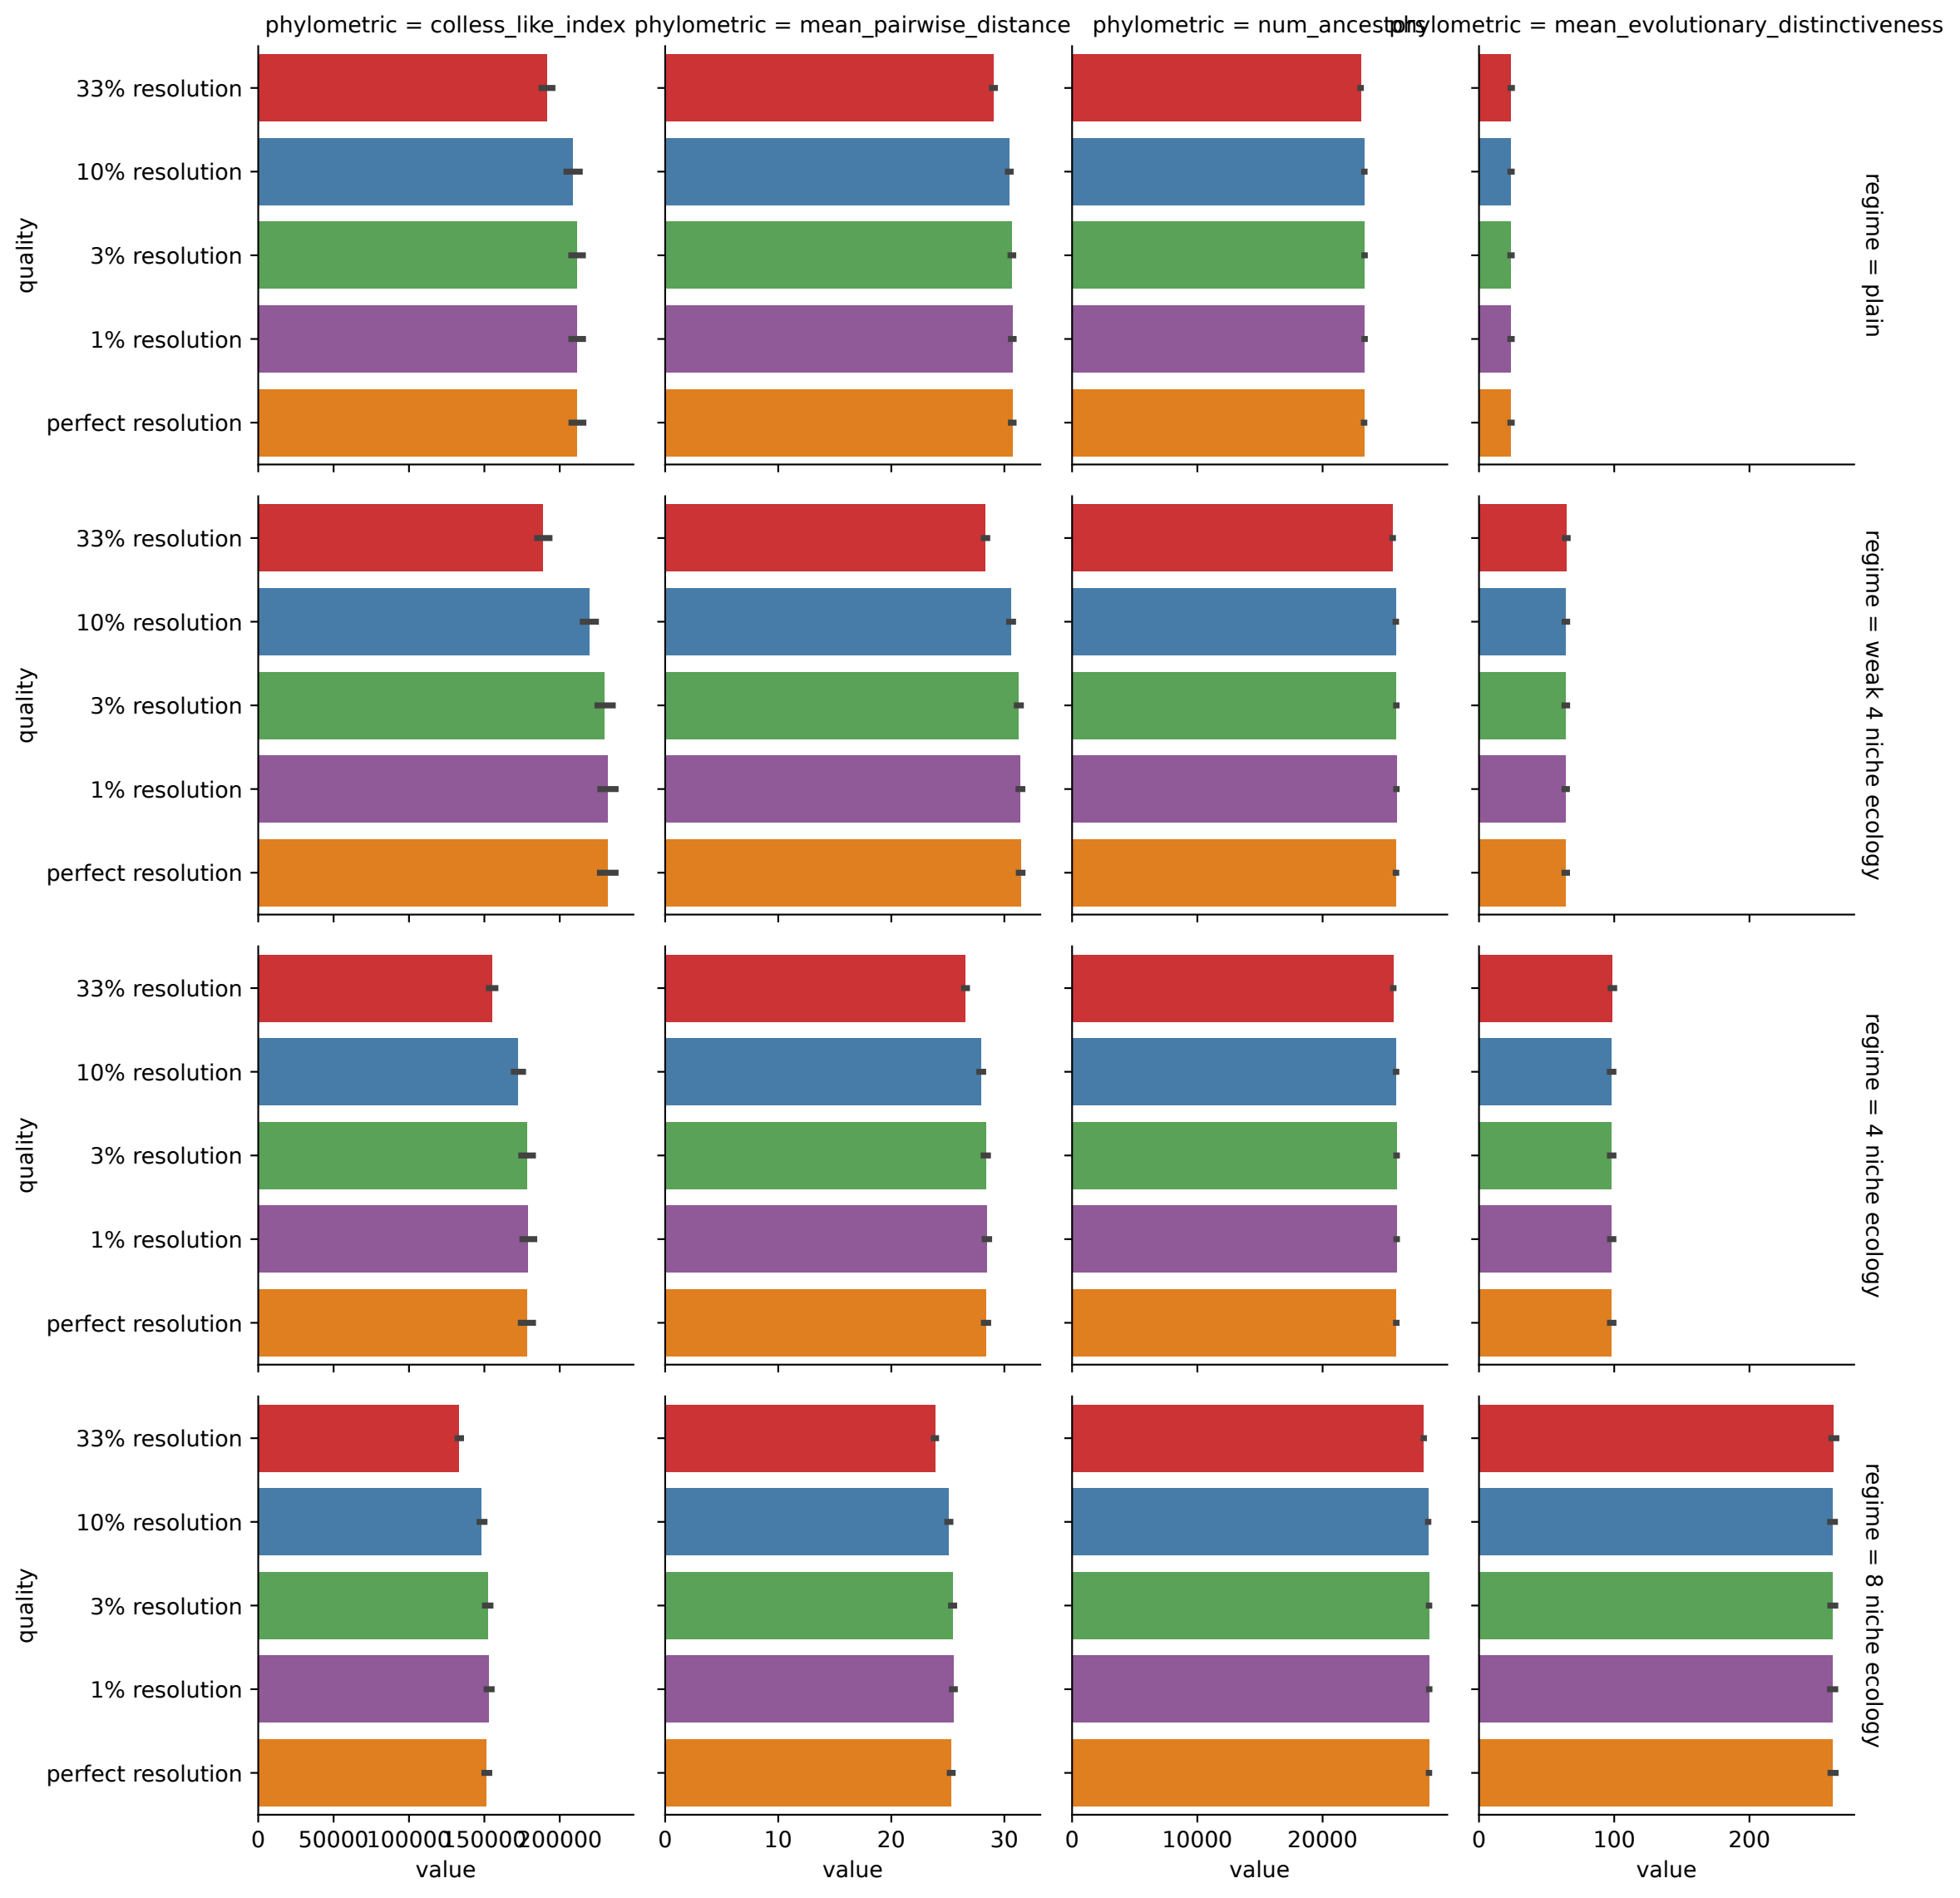 phylometric = colless_like_index
phylometric = mean_pairwise_distance
phylometric = num_ancestors
phylometric = mean_evolutionary_distinctiveness
quality
33% resolution
10% resolution
3% resolution
1% resolution
perfect resolution
regime = plain
quality
33% resolution
10% resolution
3% resolution
1% resolution
perfect resolution
regime = weak 4 niche ecology
quality
33% resolution
10% resolution
3% resolution
1% resolution
perfect resolution
regime = 4 niche ecology
quality
33% resolution
10% resolution
3% resolution
1% resolution
perfect resolution
regime = 8 niche ecology
0 50000 100000 150000 200000
0 10 20 30
0 10000 20000
0 100 200
value
value
value
value